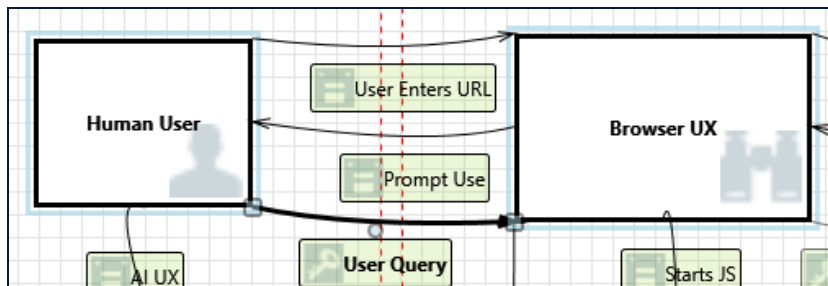 User Enters URL
Human User
Browser UX
Prompt Use
User Query
AI UX
Starts JS